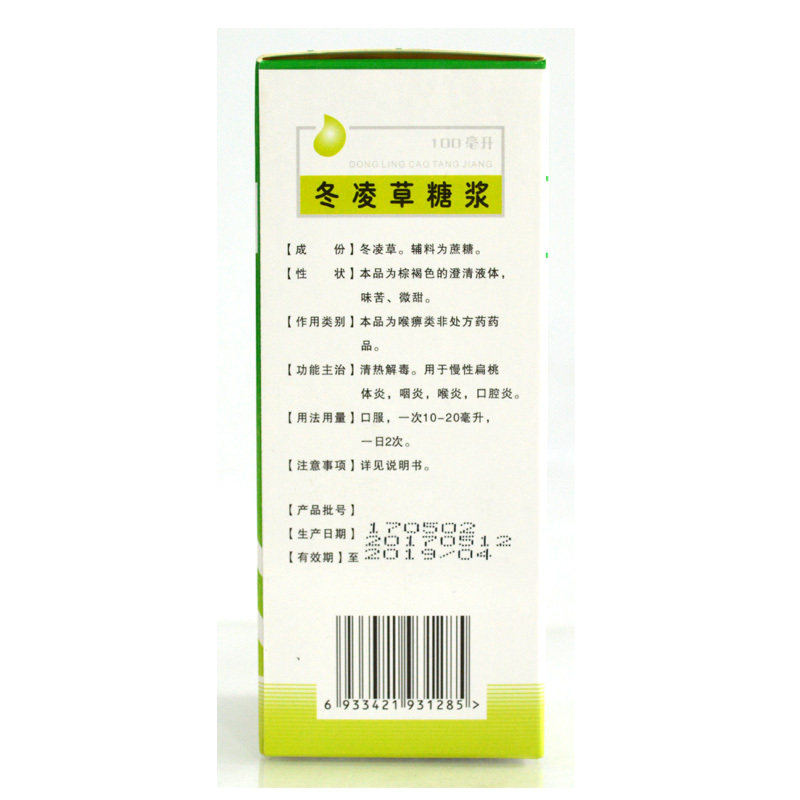 100毫升
DONG LING CAO TANG JIANG
冬凌草糖浆
【成 份】冬凌草。辅料为蔗糖。
【性 状】本品为棕褐色的澄清液体，
味苦、微甜。
【作用类别】本品为喉痹类非处方药药
品。
【功能主治】清热解毒。用于慢性扁桃
体炎，咽炎，喉炎，口腔炎。
【用法用量】口服，一次10-20毫升，
一日2次。
【注意事项】详见说明书。
【产品批号】 170502
【生产日期】 20170512
【有效期】至 2019/04
6 933421 931285 >